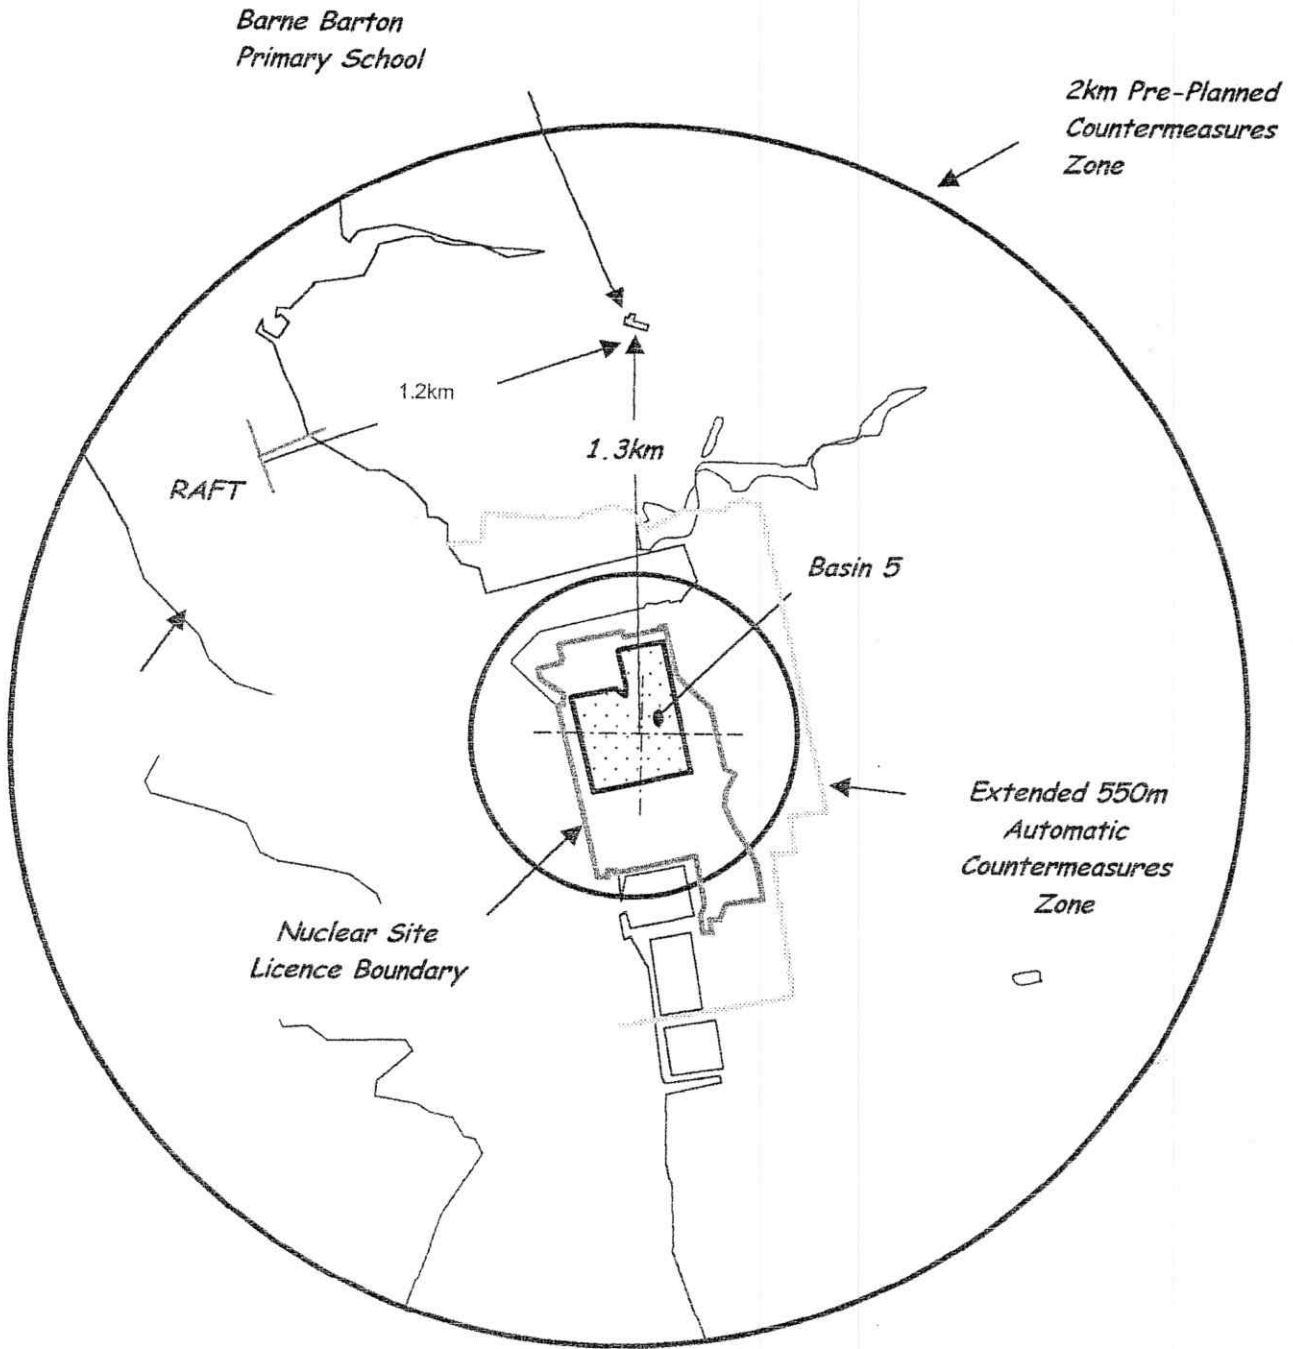 Barne Barton
Primary School
2km Pre-Planned
Countermeasures
Zone
1.2km
1.3km
RAFT
Basin 5
Extended 550m
Automatic
Countermeasures
Zone
Nuclear Site
Licence Boundary